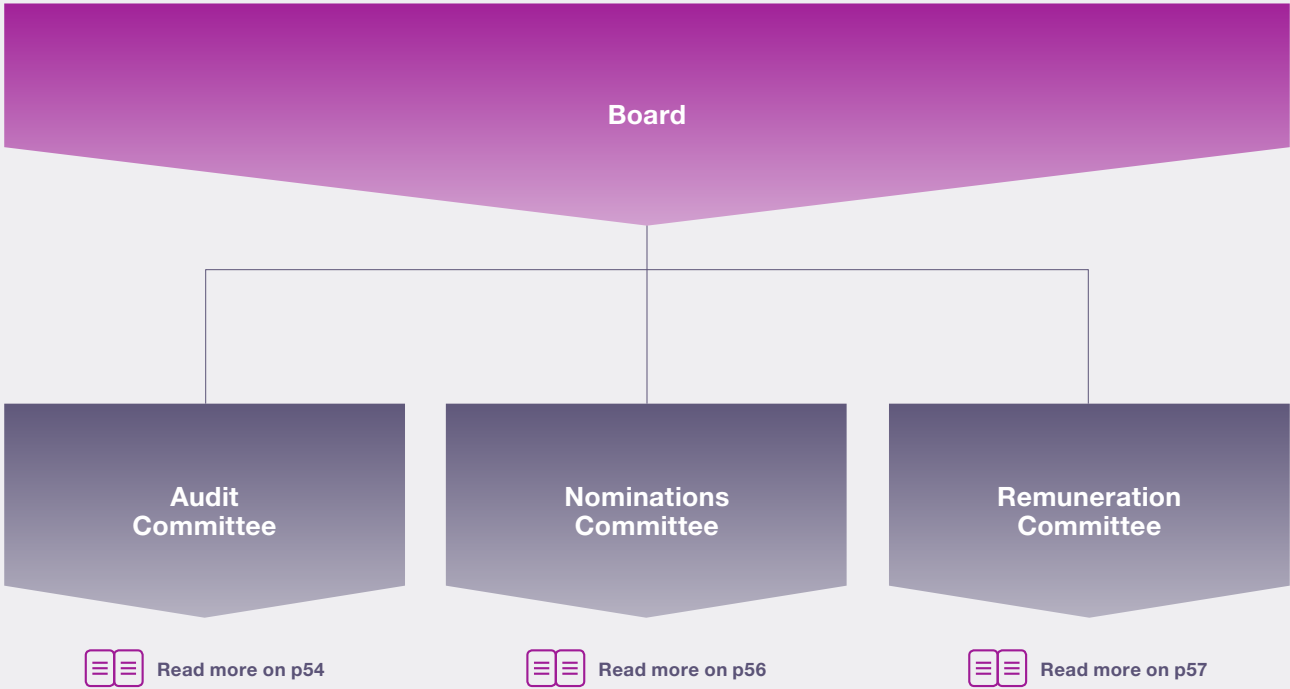 Board
Audit
Committee
Nominations
Committee
Remuneration
Committee
Read more on p54
Read more on p56
Read more on p57